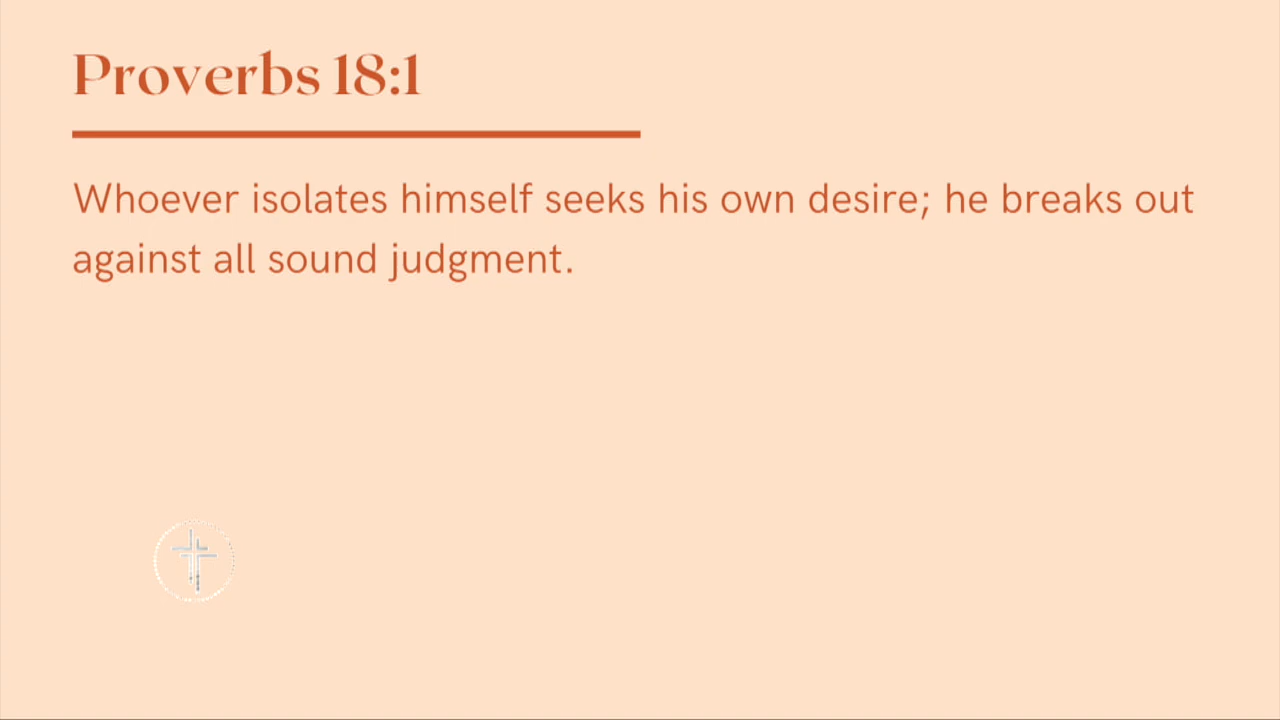 Proverbs 18:1
Whoever isolates himself seeks his own desire; he breaks out
against all sound judgment.